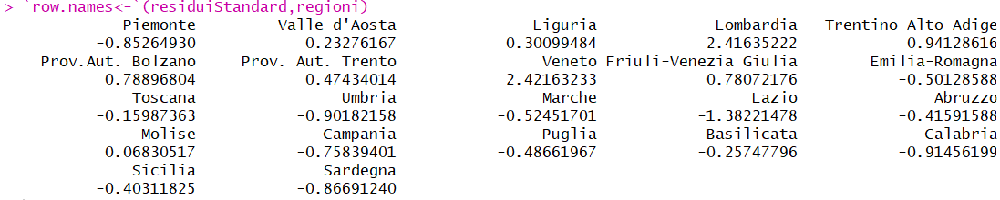 > `row.names<-`(residuiStandard,regioni)
Piemonte Valle d'Aosta Liguria Lombardia Trentino Alto Adige
-0.85264930 0.23276167 0.30099484 2.41635222 0.94128616
Prov.Aut. Bolzano Prov. Aut. Trento Veneto Friuli-Venezia Giulia Emilia-Romagna
0.78896804 0.47434014 2.42163233 0.78072176 -0.50128588
Toscana Umbria Marche Lazio Abruzzo
-0.15987363 -0.90182158 -0.52451701 -1.38221478 -0.41591588
Molise Campania Puglia Basilicata Calabria
0.06830517 -0.75839401 -0.48661967 -0.25747796 -0.91456199
Sicilia Sardegna
-0.40311825 -0.86691240